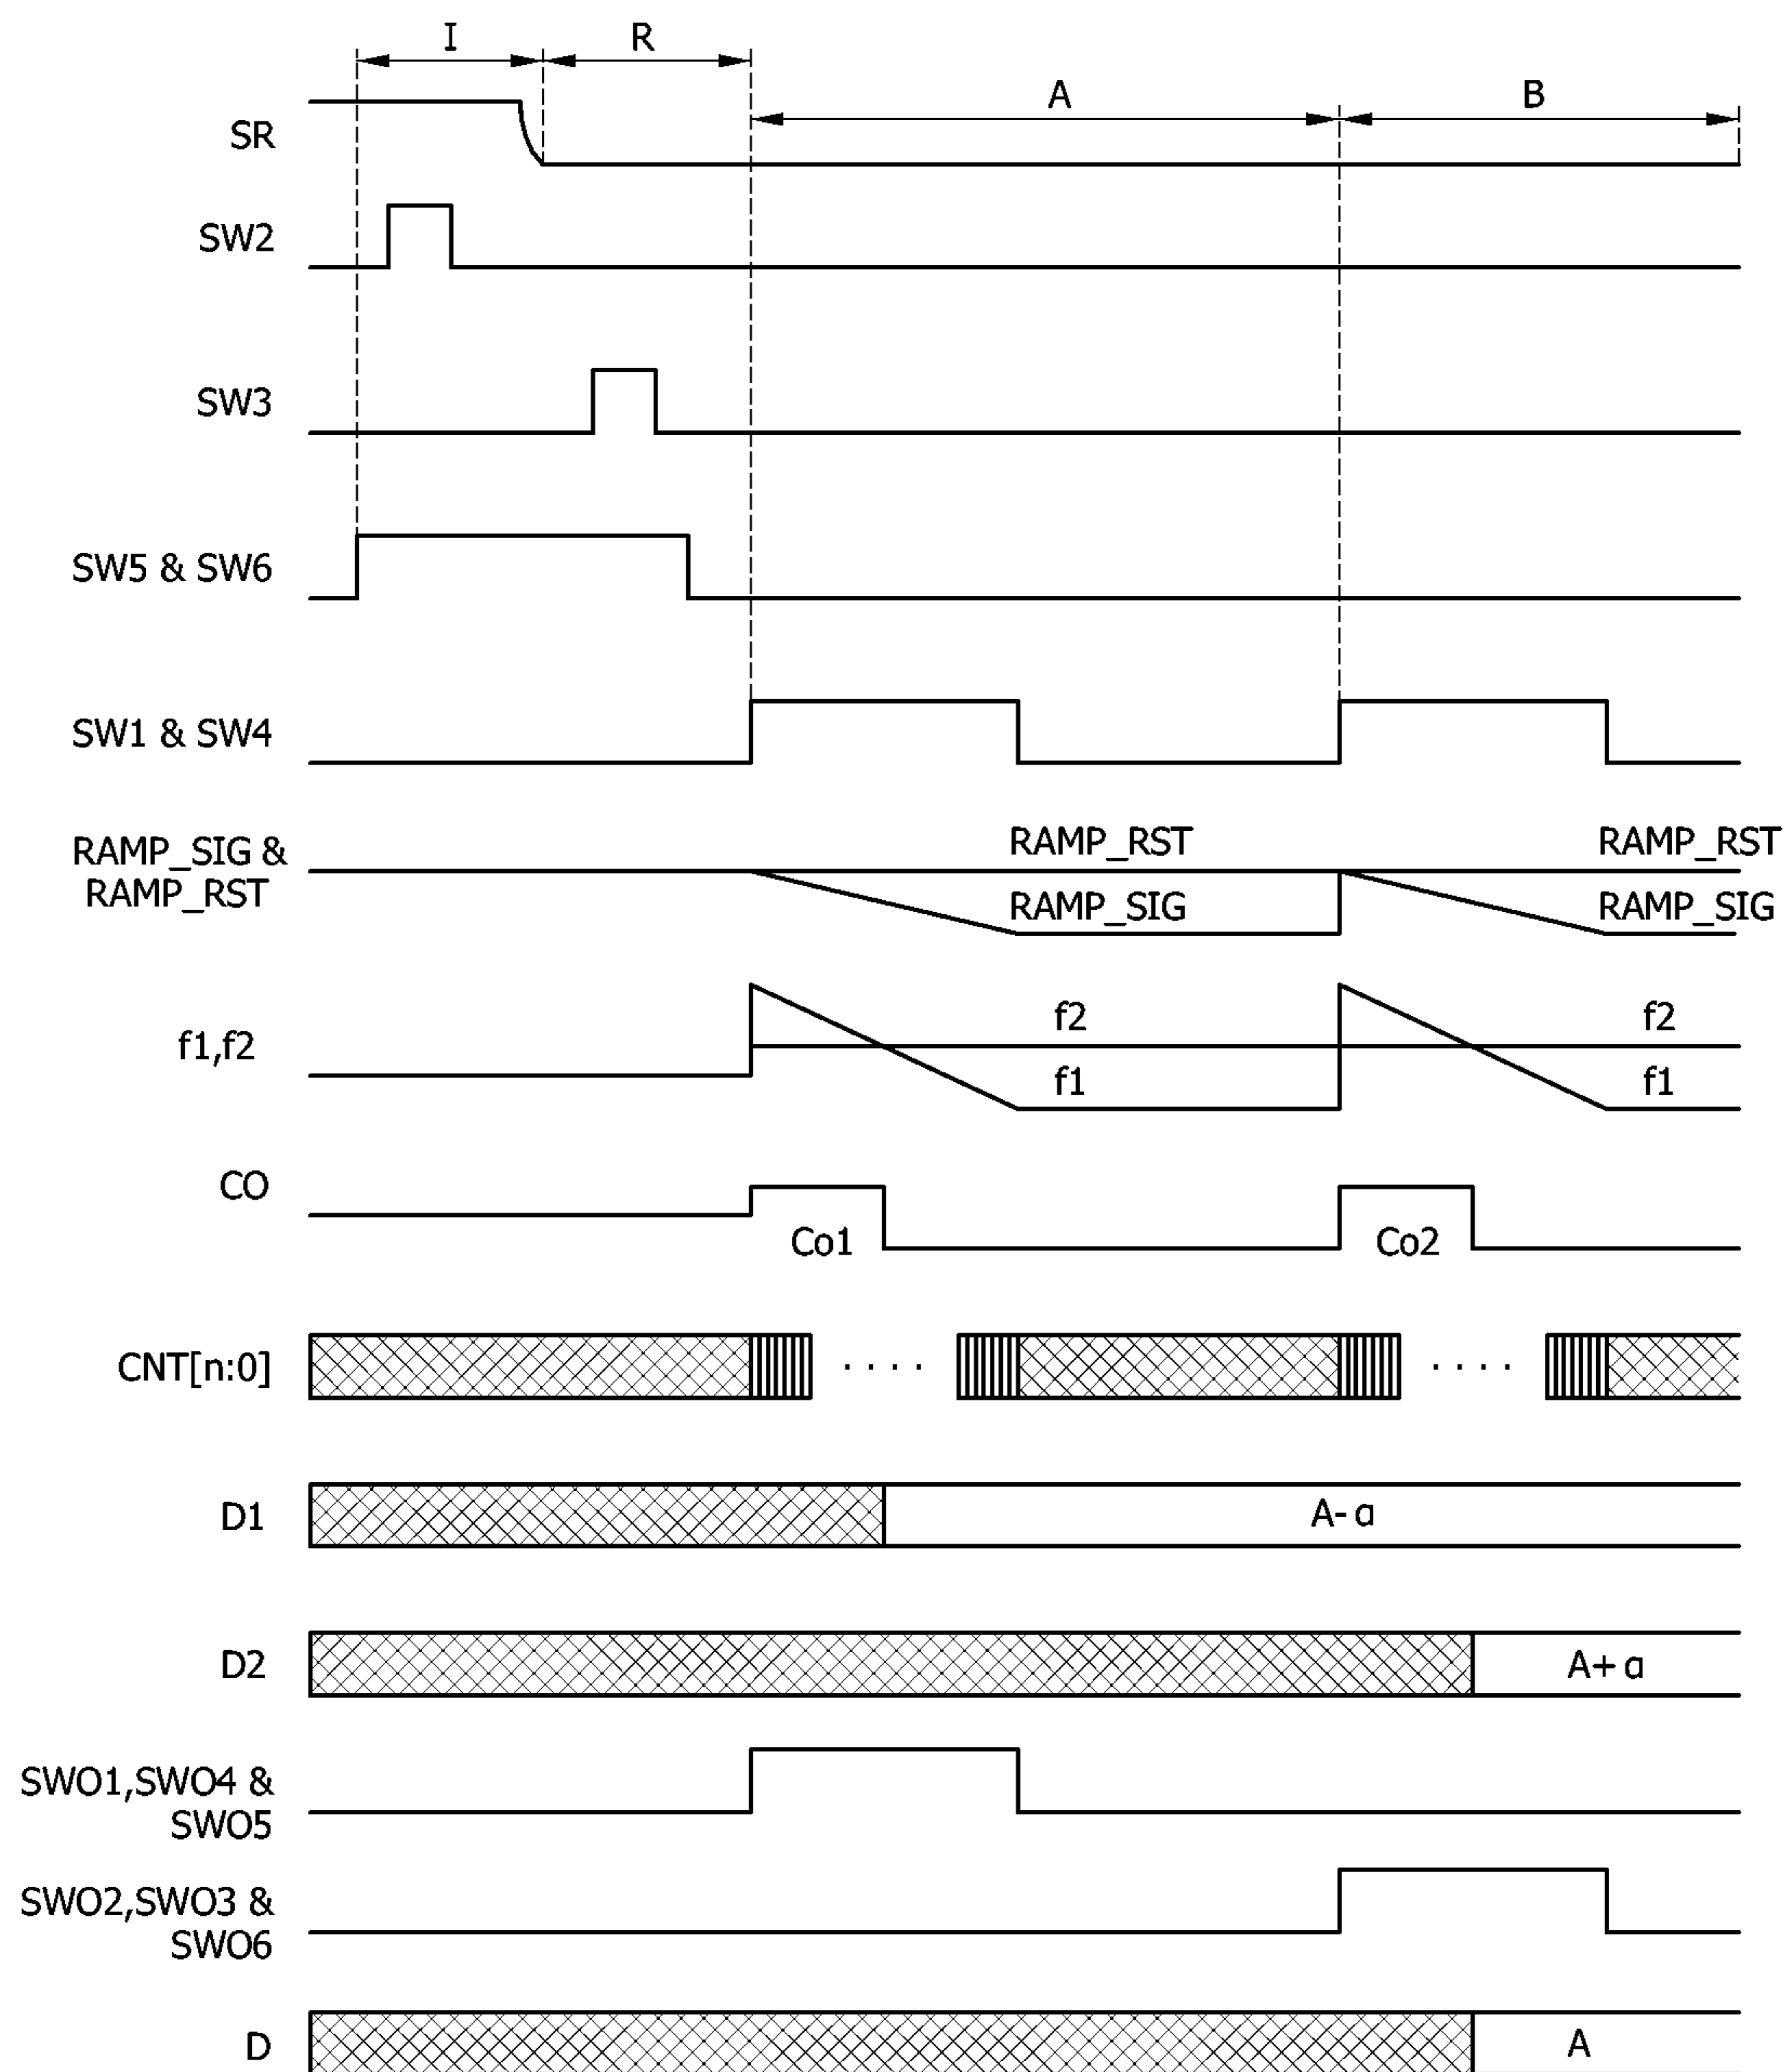 I R
A B
SR
SW2
SW3
SW5 & SW6
SW1 & SW4
RAMP_SIG &
RAMP_RST
RAMP_RST RAMP_RST
RAMP_SIG RAMP_SIG
f1,f2
f2 f2
f1 f1
CO
Co1 Co2
CNT[n:0]
. . . . . . . .
D1
A- a
D2
A+ a
SWO1,SWO4 &
SWO5
SWO2,SWO3 &
SWO6
D
A